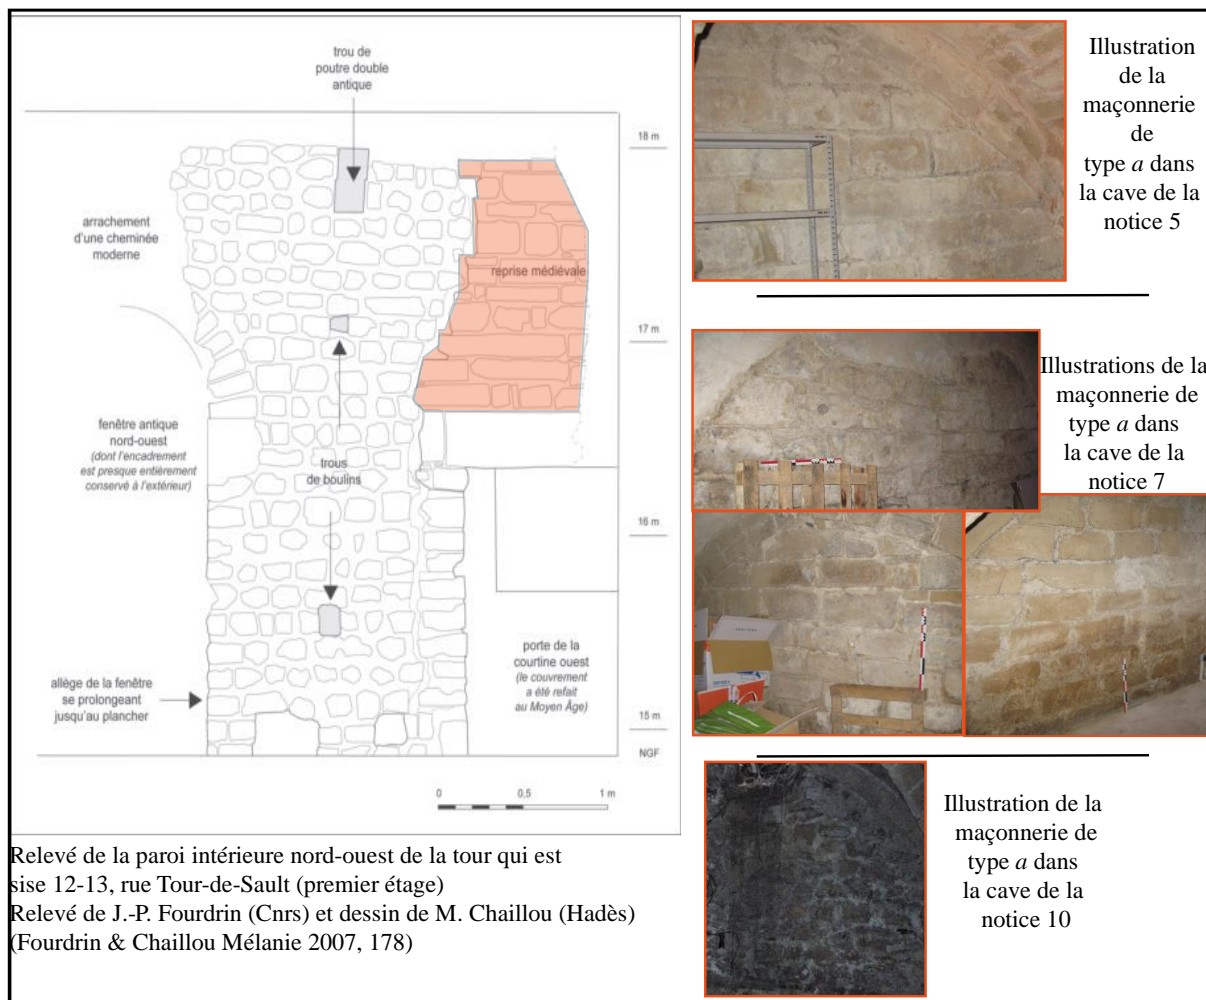 trou de
poutre double
antique
18 m
arrachement
d'une cheminée
moderne
reprise médiévale
17 m
fenêtre antique
nord-ouest
(dont l'encadrement
est presque entièrement
conservé à l'extérieur)
trous
de boulins
16 m
porte de la
courtine ouest
(le couvrement
a été refait
au Moyen Âge)
allège de la fenêtre
se prolongeant
jusqu'au plancher
15 m
NGF
0
0,5
1 m
Relevé de la paroi intérieure nord-ouest de la tour qui est
sise 12-13, rue Tour-de-Sault (premier étage)
Relevé de J.-P. Fourdrin (Cnrs) et dessin de M. Chaillou (Hadès)
(Fourdrin & Chaillou Mélanie 2007, 178)
Illustration
de la
maçonnerie
de
type a dans
la cave de la
notice 5
Illustrations de la
maçonnerie de
type a dans
la cave de la
notice 7
Illustration de la
maçonnerie de
type a dans
la cave de la
notice 10